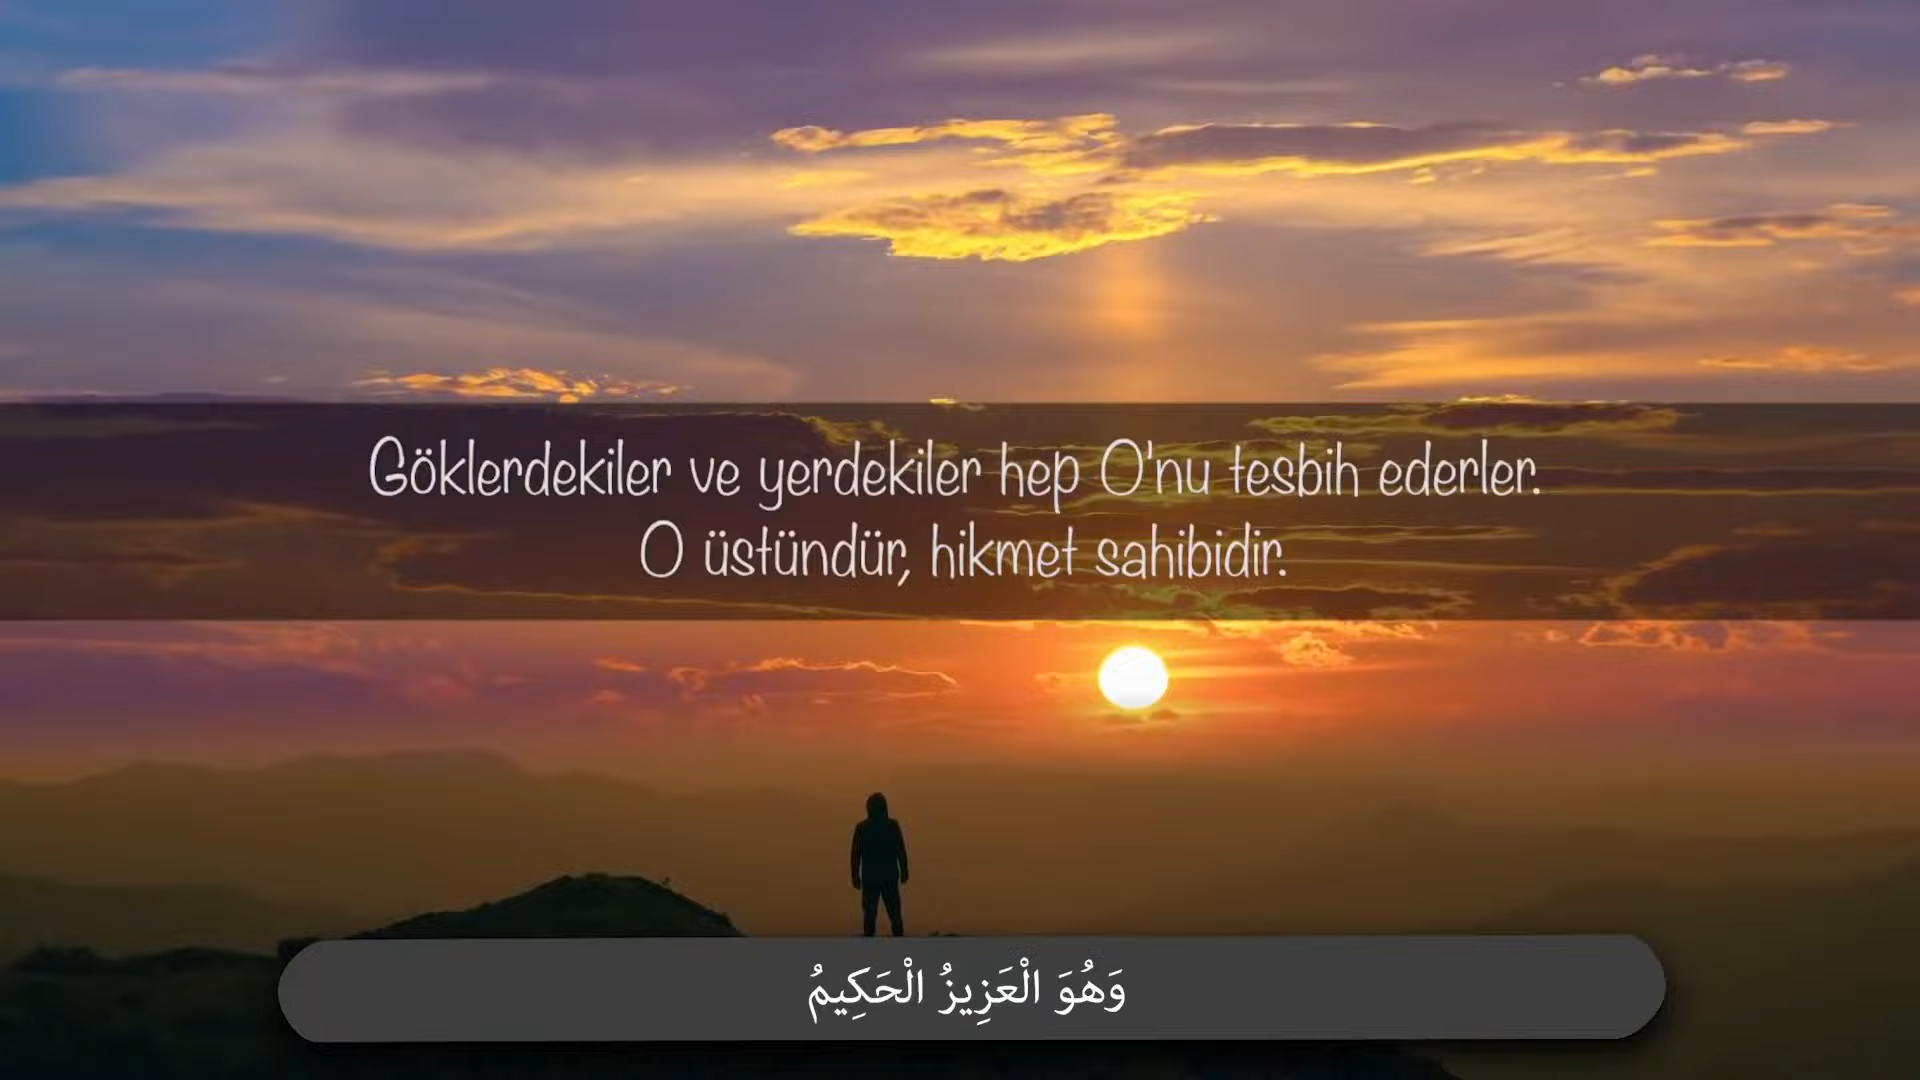 Göklerdekiler ve yerdekiler hep O'nu tesbih ederler.
O üstündür, hikmet sahibidir.
وَهُوَ الْعَزِيزُ الْحَكِيمُ